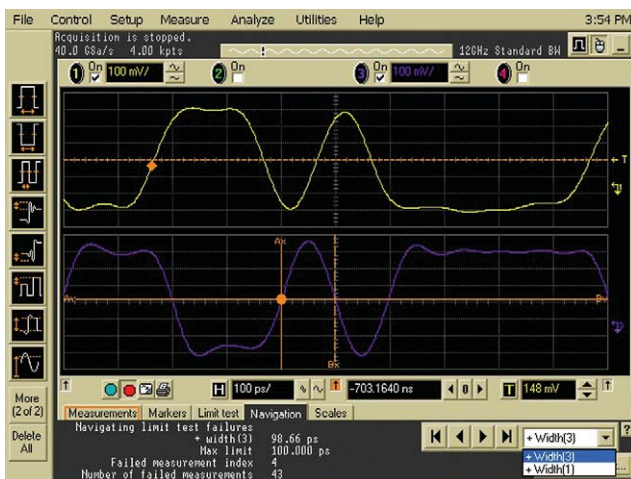 File Control Setup Measure Analyze Utilities Help 3:54 PM
Acquisition is stopped.
40.0 GSa/s 4.00 kpts
12GHz Standard BW
1 On 100 mV/ 2 On 3 On 100 mV/ 4 On
T
Ax
Ax
Bx
More
(2 of 2)
Delete
All
H 100 ps/ -703.1640 ns 0 T 148 mV
Measurements Markers Limit test Navigation Scales
Navigating limit test failures
+ width(3) 98.66 ps
Max limit 100.000 ps
Failed measurement index 4
Number of failed measurements 43
+ Width(3)
+ Width(3)
+ Width(1)
?